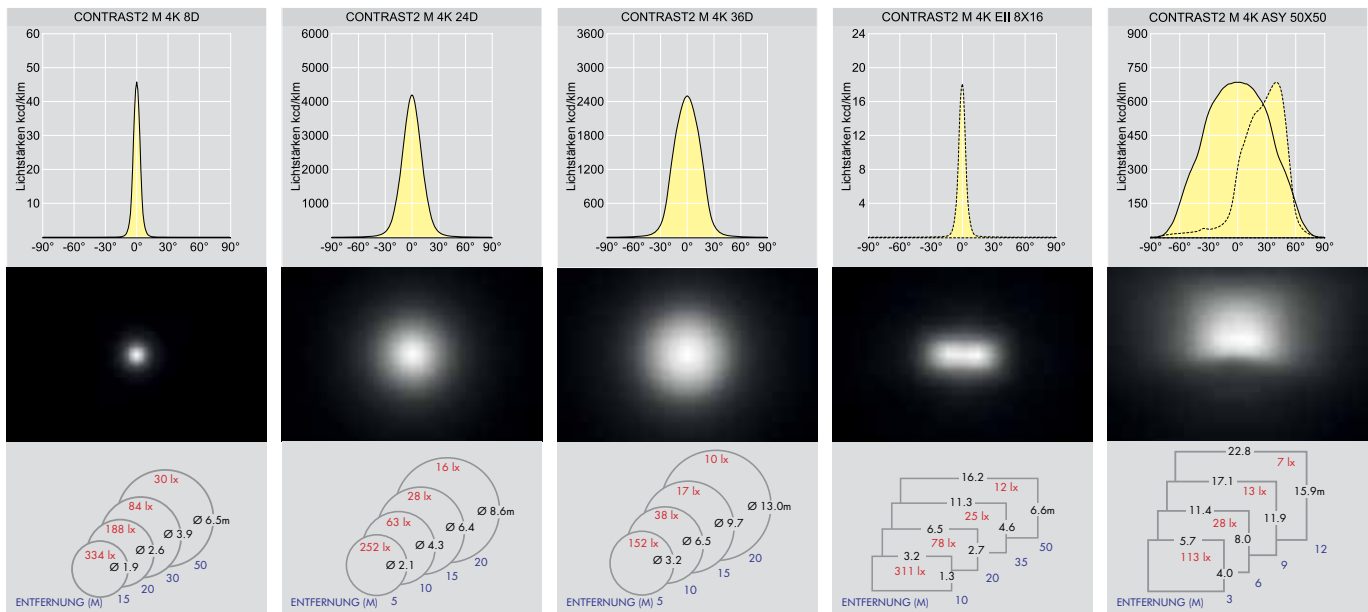 CONTRAST2 M 4K 8D
Lichtstärken kcd/klm
60
50
40
30
20
10
-90° -60° -30° 0° 30° 60° 90°
30 lx
84 lx
188 lx
334 lx
Ø 6.5m
Ø 3.9
Ø 2.6
Ø 1.9
50
30
20
15
ENTFERNUNG (M)
CONTRAST2 M 4K 24D
6000
5000
4000
3000
2000
1000
-90° -60° -30° 0° 30° 60° 90°
16 lx
28 lx
63 lx
252 lx
Ø 8.6m
Ø 6.4
Ø 4.3
Ø 2.1
20
15
10
5
ENTFERNUNG (M)
CONTRAST2 M 4K 36D
3600
3000
2400
1800
1200
600
-90° -60° -30° 0° 30° 60° 90°
10 lx
17 lx
38 lx
152 lx
Ø 13.0m
Ø 9.7
Ø 6.5
Ø 3.2
20
15
10
5
ENTFERNUNG (M)
CONTRAST2 M 4K Ell 8X16
Lichtstärken kcd/klm
24
20
16
12
8
4
-90° -60° -30° 0° 30° 60° 90°
16.2
12 lx
11.3
25 lx
6.6m
6.5
4.6
78 lx
50
3.2
2.7
35
311 lx
1.3
20
10
ENTFERNUNG (M)
CONTRAST2 M 4K ASY 50X50
Lichtstärken kcd/klm
900
750
600
450
300
150
-90° -60° -30° 0° 30° 60° 90°
22.8
7 lx
17.1
13 lx
15.9m
11.4
28 lx
11.9
5.7
8.0
12
113 lx
9
4.0
6
3
ENTFERNUNG (M)